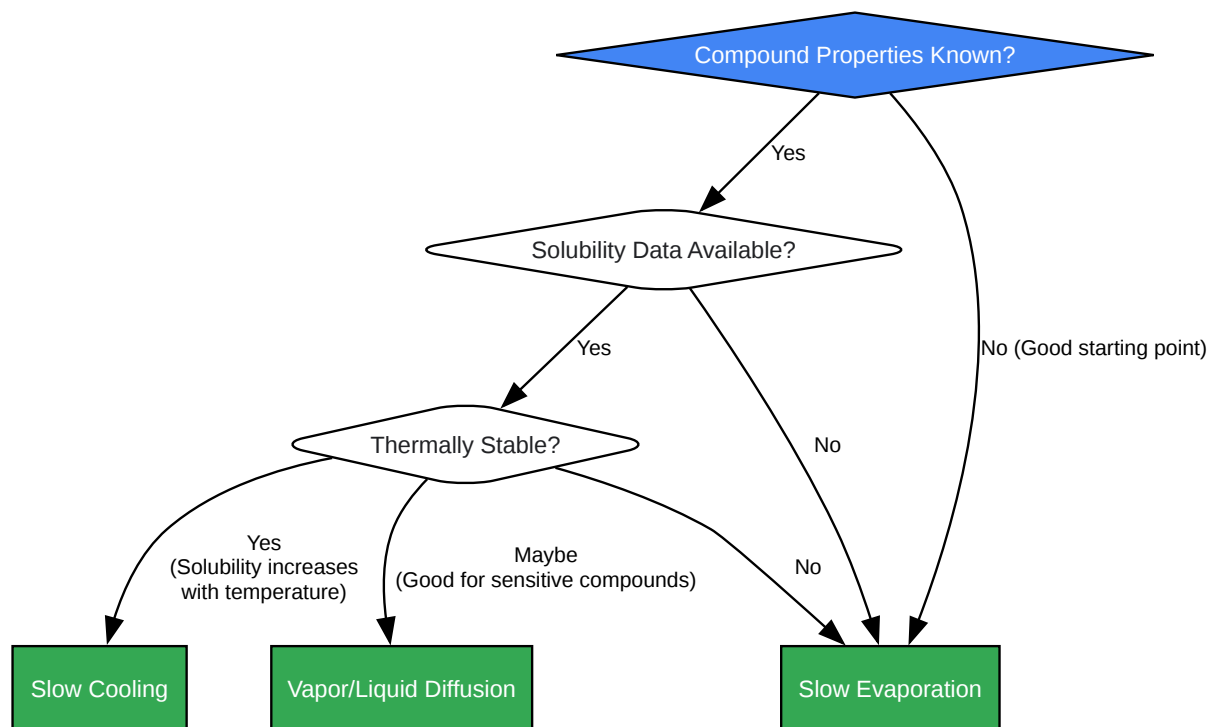 Compound Properties Known?
Yes
Solubility Data Available?
Yes
No (Good starting point)
Thermally Stable?
No
Yes
(Solubility increases
with temperature)
Maybe
(Good for sensitive compounds)
No
Slow Cooling
Vapor/Liquid Diffusion
Slow Evaporation